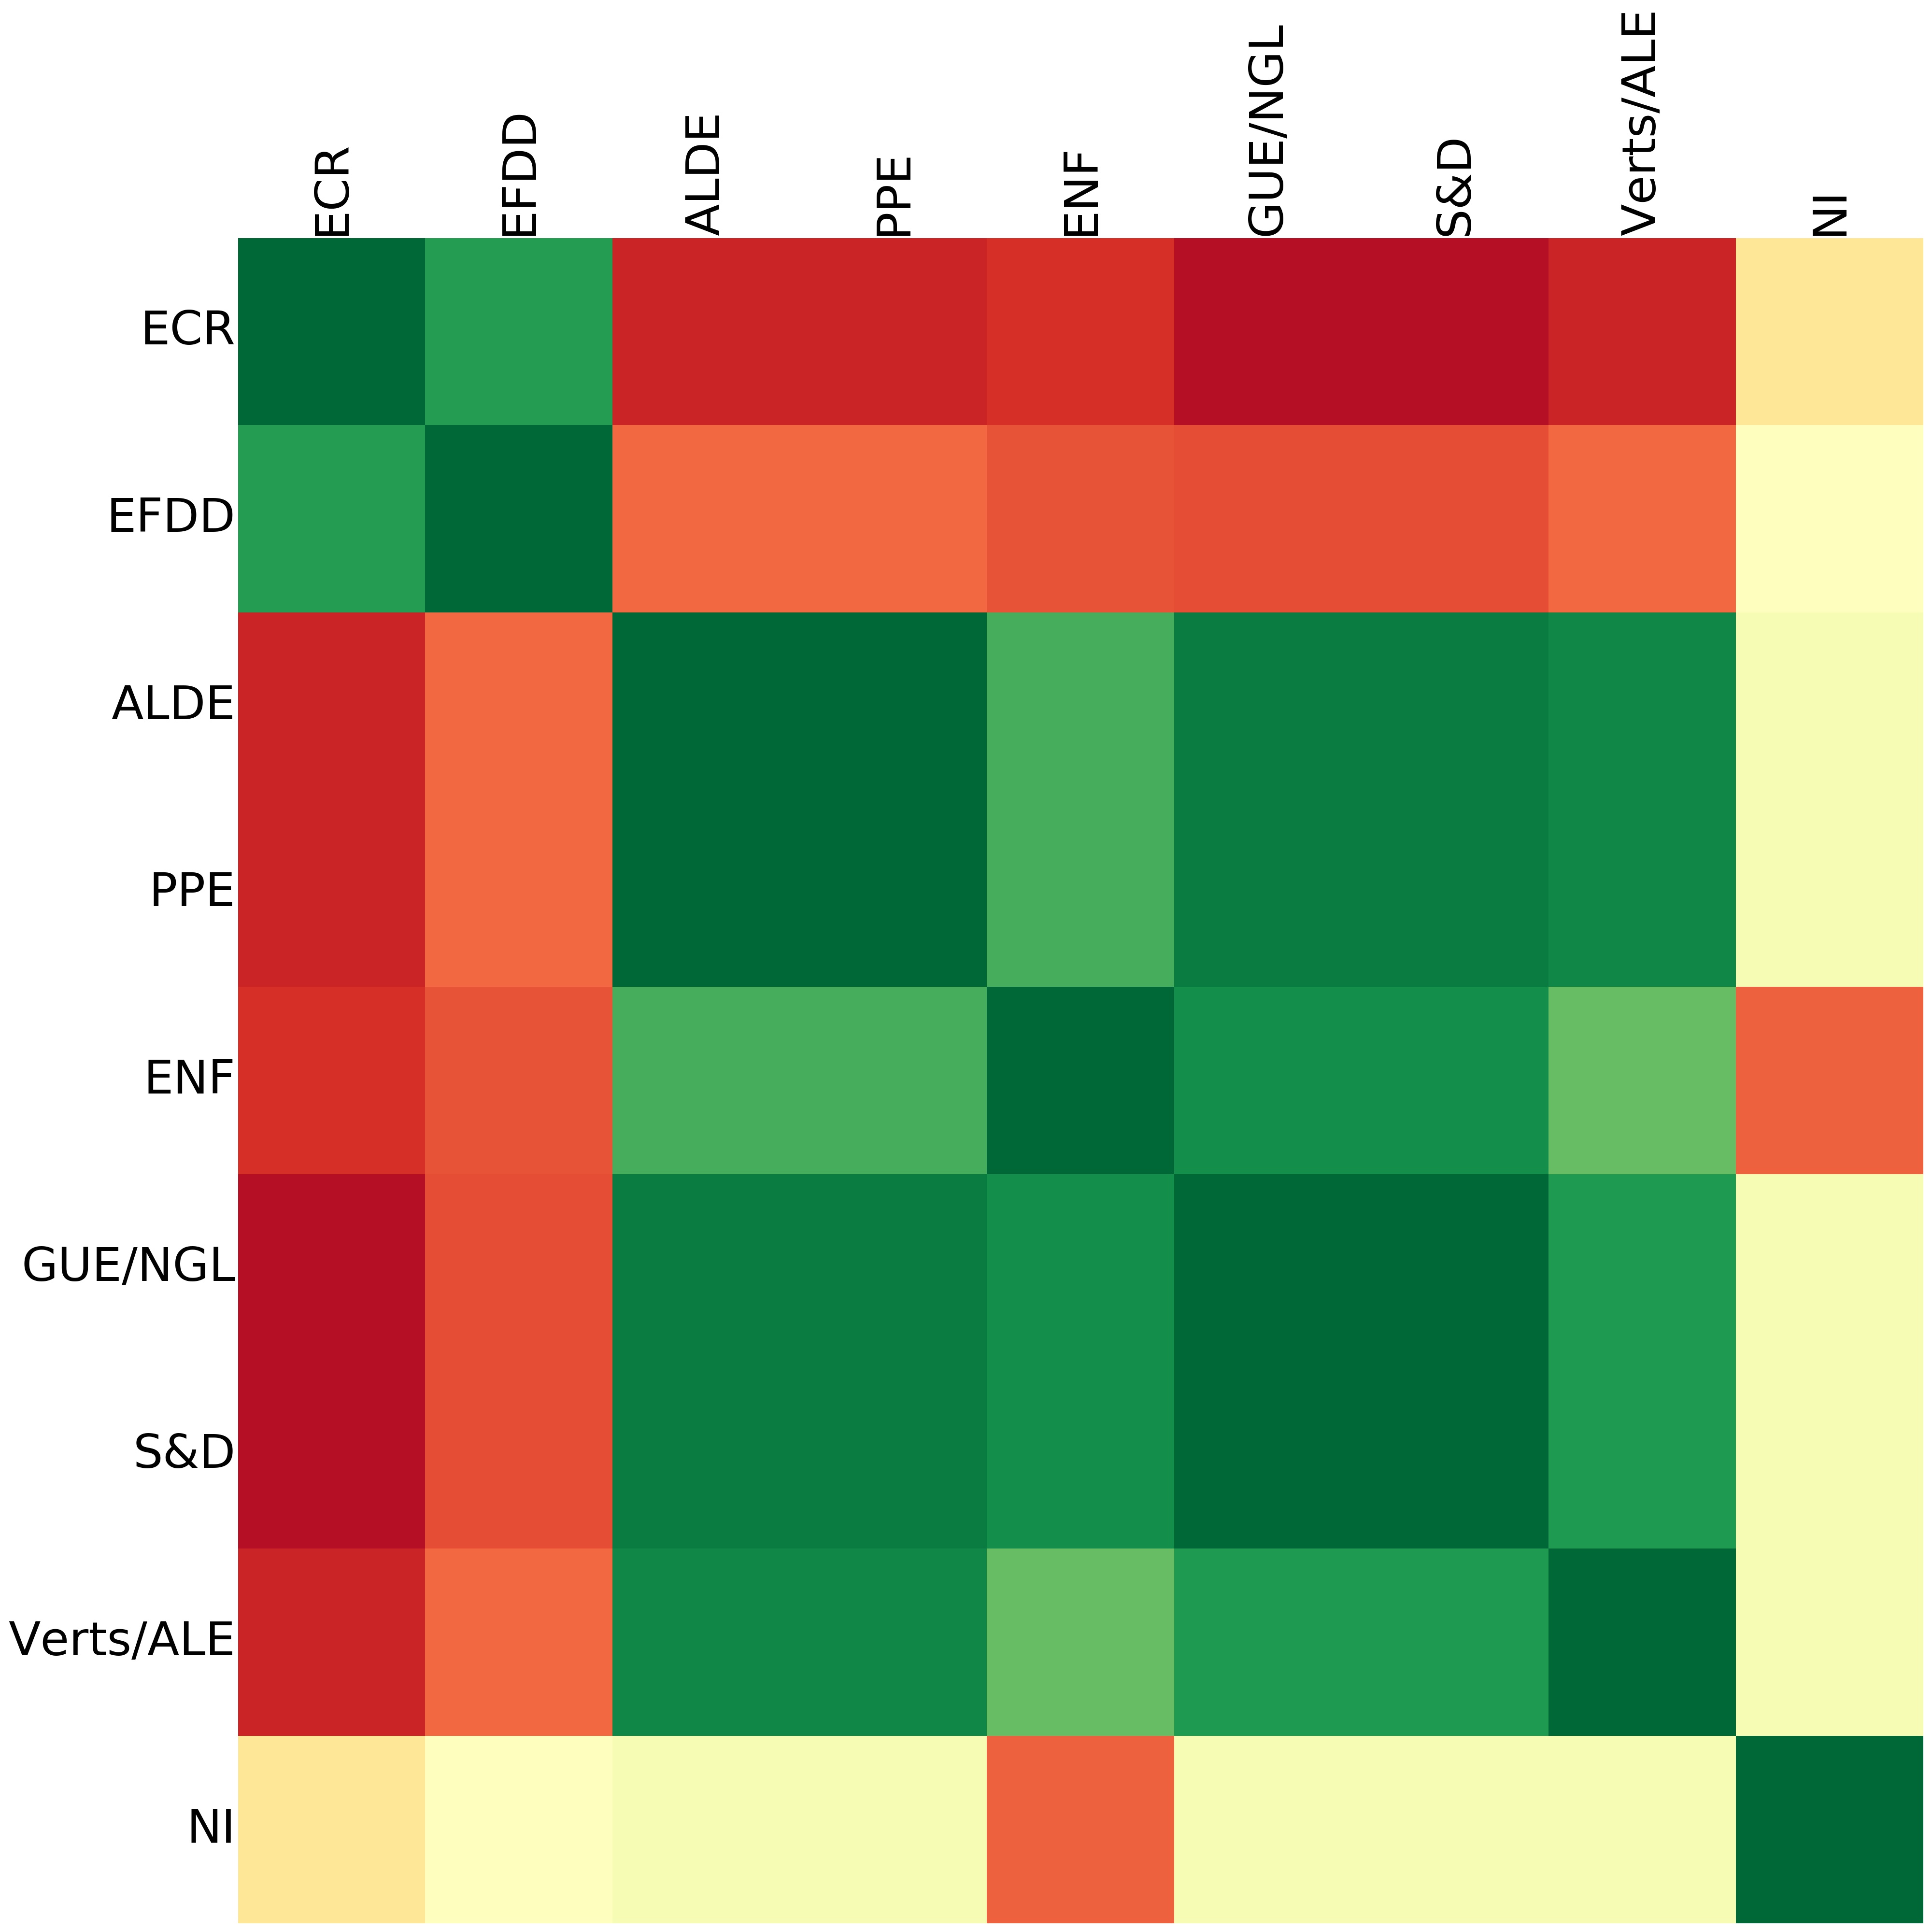 ECR
EFDD
ALDE
PPE
ENF
GUE/NGL
S&D
Verts/ALE
NI
ECR
EFDD
ALDE
PPE
ENF
GUE/NGL
S&D
Verts/ALE
NI